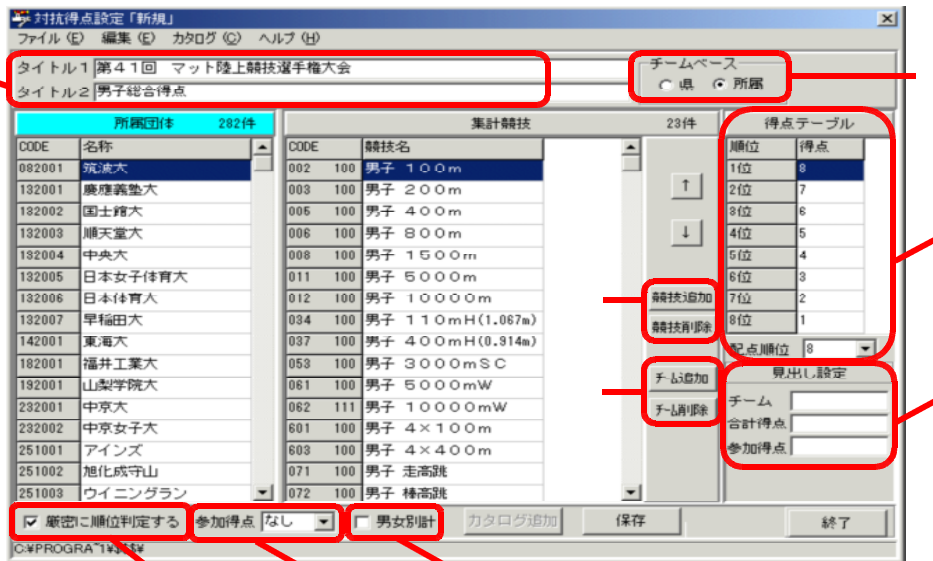 対抗得点設定「新規」
ファイル(E) 編集(E) カタログ(C) ヘルプ(H)
タイトル1 第41回 マット陸上競技選手権大会
タイトル2 男子総合得点
チームベース
県 所属
所属団体 282件
CODE 名称
082001 筑波大
132001 慶應義塾大
132002 国士舘大
132003 順天堂大
132004 中央大
132005 日本女子体育大
132006 日本体育大
132007 早稲田大
142001 東海大
182001 福井工業大
192001 山梨学院大
232001 中京大
232002 中京女子大
251001 アインズ
251002 旭化成守山
251003 ウイニングラン
集計競技 23件
CODE 競技名
002 100 男子 100m
003 100 男子 200m
005 100 男子 400m
006 100 男子 800m
008 100 男子 1500m
011 100 男子 5000m
012 100 男子 10000m
034 100 男子 110mH(1.067m)
037 100 男子 400mH(0.914m)
053 100 男子 3000mSC
061 100 男子 5000mW
062 111 男子 10000mW
601 100 男子 4×100m
603 100 男子 4×400m
071 100 男子 走高跳
072 100 男子 棒高跳
↑
↓
競技追加
競技削除
チーム追加
チーム削除
得点テーブル
順位 得点
1位 8
2位 7
3位 6
4位 5
5位 4
6位 3
7位 2
8位 1
配点順位 8
見出し設定
チーム
合計得点
参加得点
厳密に順位判定する 参加得点 なし 男女別計 カタログ追加 保存 終了